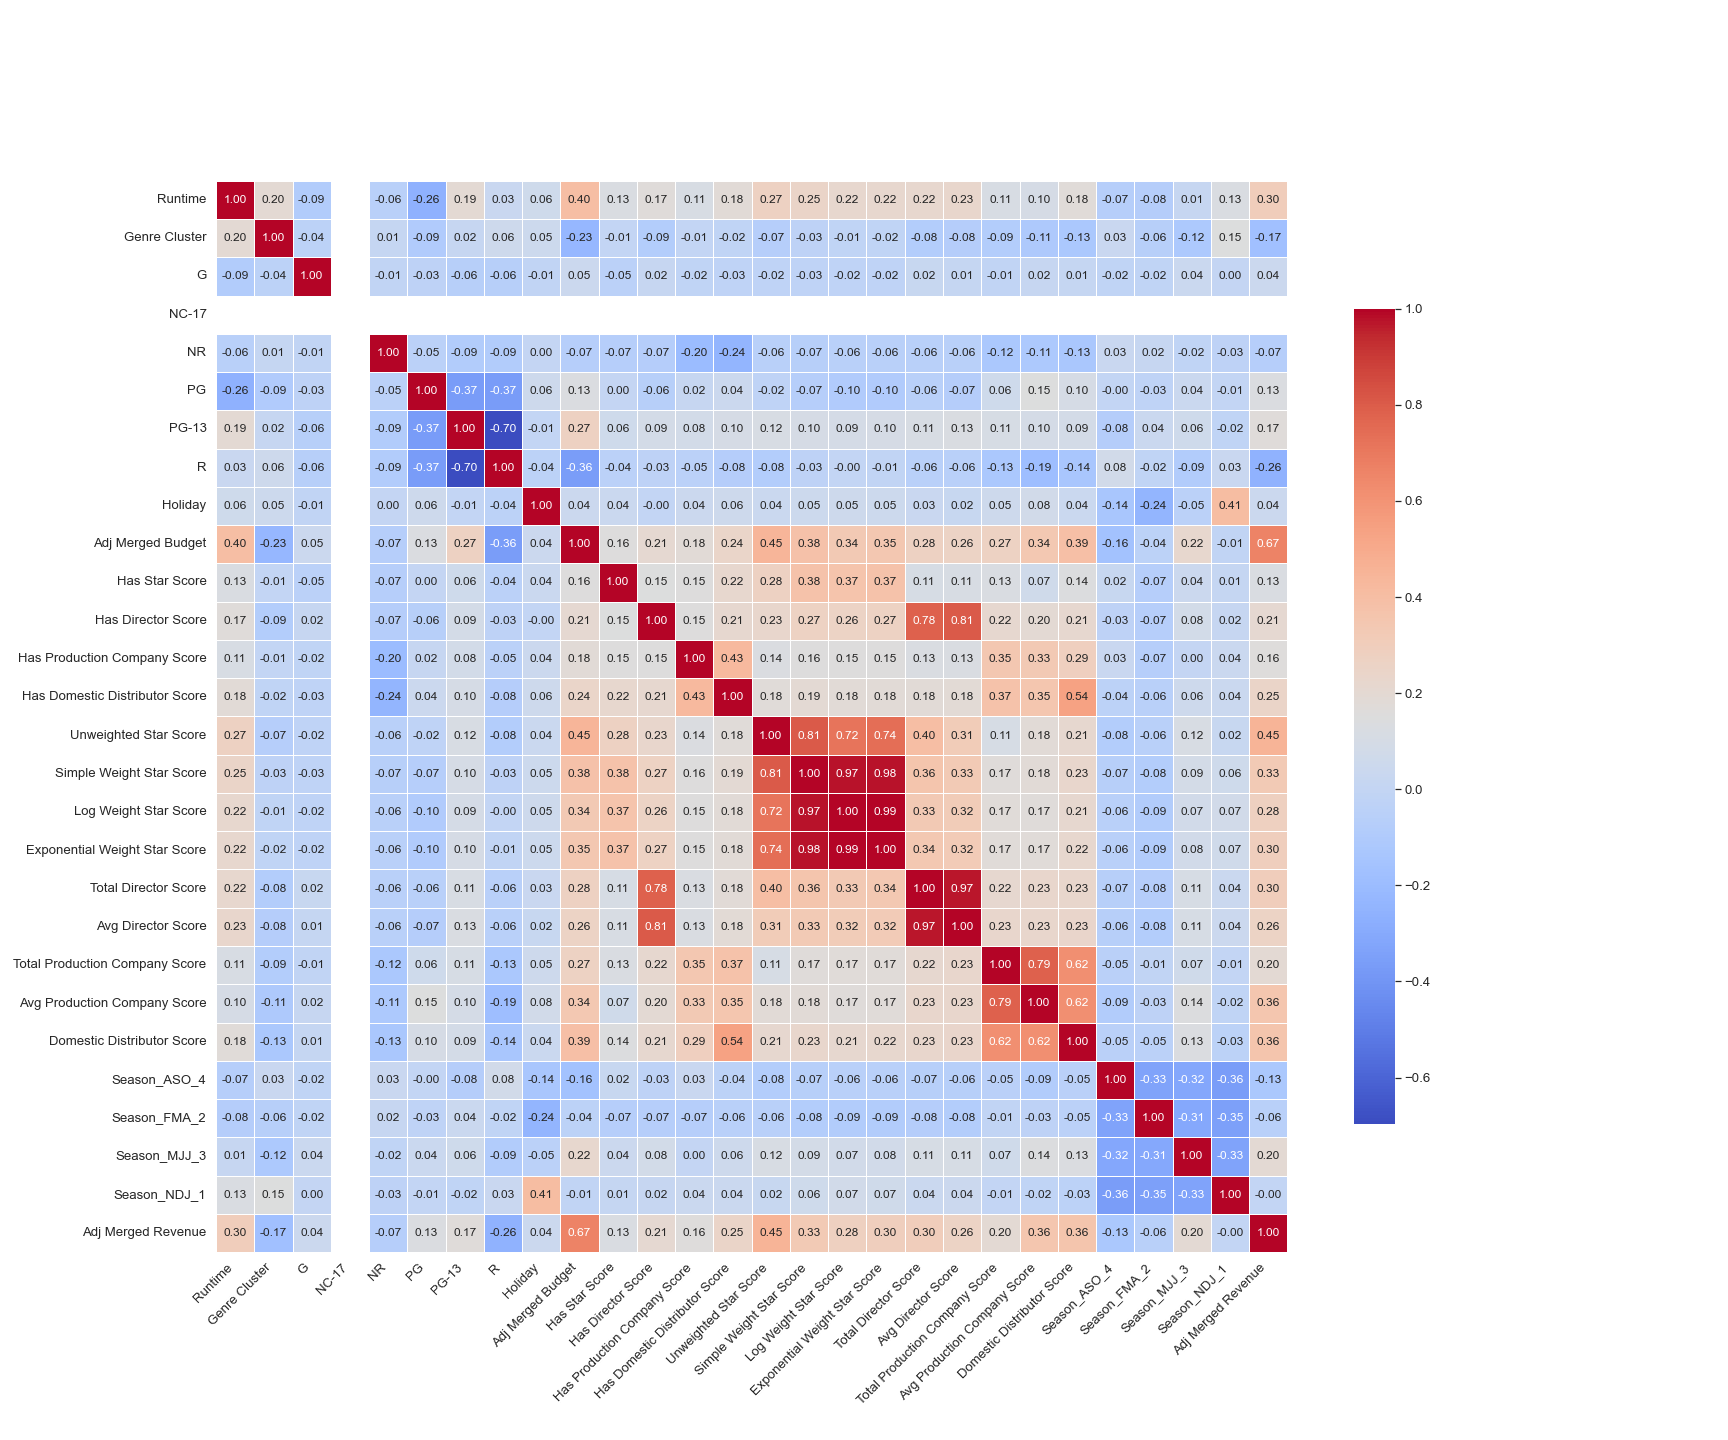 Runtime 1.00 0.20 -0.09 -0.06 -0.26 0.19 0.03 0.06 0.40 0.13 0.17 0.11 0.18 0.27 0.25 0.22 0.22 0.22 0.23 0.11 0.10 0.18 -0.07 -0.08 0.01 0.13 0.30
Genre Cluster 0.20 1.00 -0.04 0.01 -0.09 0.02 0.06 0.05 -0.23 -0.01 -0.09 -0.01 -0.02 -0.07 -0.03 -0.01 -0.02 -0.08 -0.08 -0.09 -0.11 -0.13 0.03 -0.06 -0.12 0.15 -0.17
G -0.09 -0.04 1.00 -0.01 -0.03 -0.06 -0.06 -0.01 0.05 -0.05 0.02 -0.02 -0.03 -0.02 -0.03 -0.02 -0.02 0.02 0.01 -0.01 0.02 0.01 -0.02 -0.02 0.04 0.00 0.04
NC-17
1.0
NR -0.06 0.01 -0.01 1.00 -0.05 -0.09 -0.09 0.00 -0.07 -0.07 -0.07 -0.20 -0.24 -0.06 -0.07 -0.06 -0.06 -0.06 -0.06 -0.12 -0.11 -0.13 0.03 0.02 -0.02 -0.03 -0.07
PG -0.26 -0.09 -0.03 -0.05 1.00 -0.37 -0.37 0.06 0.13 0.00 -0.06 0.02 0.04 -0.02 -0.07 -0.10 -0.10 -0.06 -0.07 0.06 0.15 0.10 -0.00 -0.03 0.04 -0.01 0.13
0.8
PG-13 0.19 0.02 -0.06 -0.09 -0.37 1.00 -0.70 -0.01 0.27 0.06 0.09 0.08 0.10 0.12 0.10 0.09 0.10 0.11 0.13 0.11 0.10 0.09 -0.08 0.04 0.06 -0.02 0.17
R 0.03 0.06 -0.06 -0.09 -0.37 -0.70 1.00 -0.04 -0.36 -0.04 -0.03 -0.05 -0.08 -0.08 -0.03 -0.00 -0.01 -0.06 -0.06 -0.13 -0.19 -0.14 0.08 -0.02 -0.09 0.03 -0.26
0.6
Holiday 0.06 0.05 -0.01 0.00 0.06 -0.01 -0.04 1.00 0.04 0.04 -0.00 0.04 0.06 0.04 0.05 0.05 0.05 0.03 0.02 0.05 0.08 0.04 -0.14 -0.24 -0.05 0.41 0.04
Adj Merged Budget 0.40 -0.23 0.05 -0.07 0.13 0.27 -0.36 0.04 1.00 0.16 0.21 0.18 0.24 0.45 0.38 0.34 0.35 0.28 0.26 0.27 0.34 0.39 -0.16 -0.04 0.22 -0.01 0.67
Has Star Score 0.13 -0.01 -0.05 -0.07 0.00 0.06 -0.04 0.04 0.16 1.00 0.15 0.15 0.22 0.28 0.38 0.37 0.37 0.11 0.11 0.13 0.07 0.14 0.02 -0.07 0.04 0.01 0.13
0.4
Has Director Score 0.17 -0.09 0.02 -0.07 -0.06 0.09 -0.03 -0.00 0.21 0.15 1.00 0.15 0.21 0.23 0.27 0.26 0.27 0.78 0.81 0.22 0.20 0.21 -0.03 -0.07 0.08 0.02 0.21
Has Production Company Score 0.11 -0.01 -0.02 -0.20 0.02 0.08 -0.05 0.04 0.18 0.15 0.15 1.00 0.43 0.14 0.16 0.15 0.15 0.13 0.13 0.35 0.33 0.29 0.03 -0.07 0.00 0.04 0.16
Has Domestic Distributor Score 0.18 -0.02 -0.03 -0.24 0.04 0.10 -0.08 0.06 0.24 0.22 0.21 0.43 1.00 0.18 0.19 0.18 0.18 0.18 0.18 0.37 0.35 0.54 -0.04 -0.06 0.06 0.04 0.25
0.2
Unweighted Star Score 0.27 -0.07 -0.02 -0.06 -0.02 0.12 -0.08 0.04 0.45 0.28 0.23 0.14 0.18 1.00 0.81 0.72 0.74 0.40 0.31 0.11 0.18 0.21 -0.08 -0.06 0.12 0.02 0.45
Simple Weight Star Score 0.25 -0.03 -0.03 -0.07 -0.07 0.10 -0.03 0.05 0.38 0.38 0.27 0.16 0.19 0.81 1.00 0.97 0.98 0.36 0.33 0.17 0.18 0.23 -0.07 -0.08 0.09 0.06 0.33
0.0
Log Weight Star Score 0.22 -0.01 -0.02 -0.06 -0.10 0.09 -0.00 0.05 0.34 0.37 0.26 0.15 0.18 0.72 0.97 1.00 0.99 0.33 0.32 0.17 0.17 0.21 -0.06 -0.09 0.07 0.07 0.28
Exponential Weight Star Score 0.22 -0.02 -0.02 -0.06 -0.10 0.10 -0.01 0.05 0.35 0.37 0.27 0.15 0.18 0.74 0.98 0.99 1.00 0.34 0.32 0.17 0.17 0.22 -0.06 -0.09 0.08 0.07 0.30
−0.2
Total Director Score 0.22 -0.08 0.02 -0.06 -0.06 0.11 -0.06 0.03 0.28 0.11 0.78 0.13 0.18 0.40 0.36 0.33 0.34 1.00 0.97 0.22 0.23 0.23 -0.07 -0.08 0.11 0.04 0.30
Avg Director Score 0.23 -0.08 0.01 -0.06 -0.07 0.13 -0.06 0.02 0.26 0.11 0.81 0.13 0.18 0.31 0.33 0.32 0.32 0.97 1.00 0.23 0.23 0.23 -0.06 -0.08 0.11 0.04 0.26
Total Production Company Score 0.11 -0.09 -0.01 -0.12 0.06 0.11 -0.13 0.05 0.27 0.13 0.22 0.35 0.37 0.11 0.17 0.17 0.17 0.22 0.23 1.00 0.79 0.62 -0.05 -0.01 0.07 -0.01 0.20
−0.4
Avg Production Company Score 0.10 -0.11 0.02 -0.11 0.15 0.10 -0.19 0.08 0.34 0.07 0.20 0.33 0.35 0.18 0.18 0.17 0.17 0.23 0.23 0.79 1.00 0.62 -0.09 -0.03 0.14 -0.02 0.36
Domestic Distributor Score 0.18 -0.13 0.01 -0.13 0.10 0.09 -0.14 0.04 0.39 0.14 0.21 0.29 0.54 0.21 0.23 0.21 0.22 0.23 0.23 0.62 0.62 1.00 -0.05 -0.05 0.13 -0.03 0.36
Season_ASO_4 -0.07 0.03 -0.02 0.03 -0.00 -0.08 0.08 -0.14 -0.16 0.02 -0.03 0.03 -0.04 -0.08 -0.07 -0.06 -0.06 -0.07 -0.06 -0.05 -0.09 -0.05 1.00 -0.33 -0.32 -0.36 -0.13
−0.6
Season_FMA_2 -0.08 -0.06 -0.02 0.02 -0.03 0.04 -0.02 -0.24 -0.04 -0.07 -0.07 -0.07 -0.06 -0.06 -0.08 -0.09 -0.09 -0.08 -0.08 -0.01 -0.03 -0.05 -0.33 1.00 -0.31 -0.35 -0.06
Season_MJJ_3 0.01 -0.12 0.04 -0.02 0.04 0.06 -0.09 -0.05 0.22 0.04 0.08 0.00 0.06 0.12 0.09 0.07 0.08 0.11 0.11 0.07 0.14 0.13 -0.32 -0.31 1.00 -0.33 0.20
Season_NDJ_1 0.13 0.15 0.00 -0.03 -0.01 -0.02 0.03 0.41 -0.01 0.01 0.02 0.04 0.04 0.02 0.06 0.07 0.07 0.04 0.04 -0.01 -0.02 -0.03 -0.36 -0.35 -0.33 1.00 -0.00
Adj Merged Revenue 0.30 -0.17 0.04 -0.07 0.13 0.17 -0.26 0.04 0.67 0.13 0.21 0.16 0.25 0.45 0.33 0.28 0.30 0.30 0.26 0.20 0.36 0.36 -0.13 -0.06 0.20 -0.00 1.00
Runtime
Genre Cluster
G
NC-17
NR
PG
PG-13
R
Holiday
Adj Merged Budget
Has Star Score
Has Director Score
Has Production Company Score
Has Domestic Distributor Score
Unweighted Star Score
Simple Weight Star Score
Log Weight Star Score
Exponential Weight Star Score
Total Director Score
Avg Director Score
Total Production Company Score
Avg Production Company Score
Domestic Distributor Score
Season_ASO_4
Season_FMA_2
Season_MJJ_3
Season_NDJ_1
Adj Merged Revenue